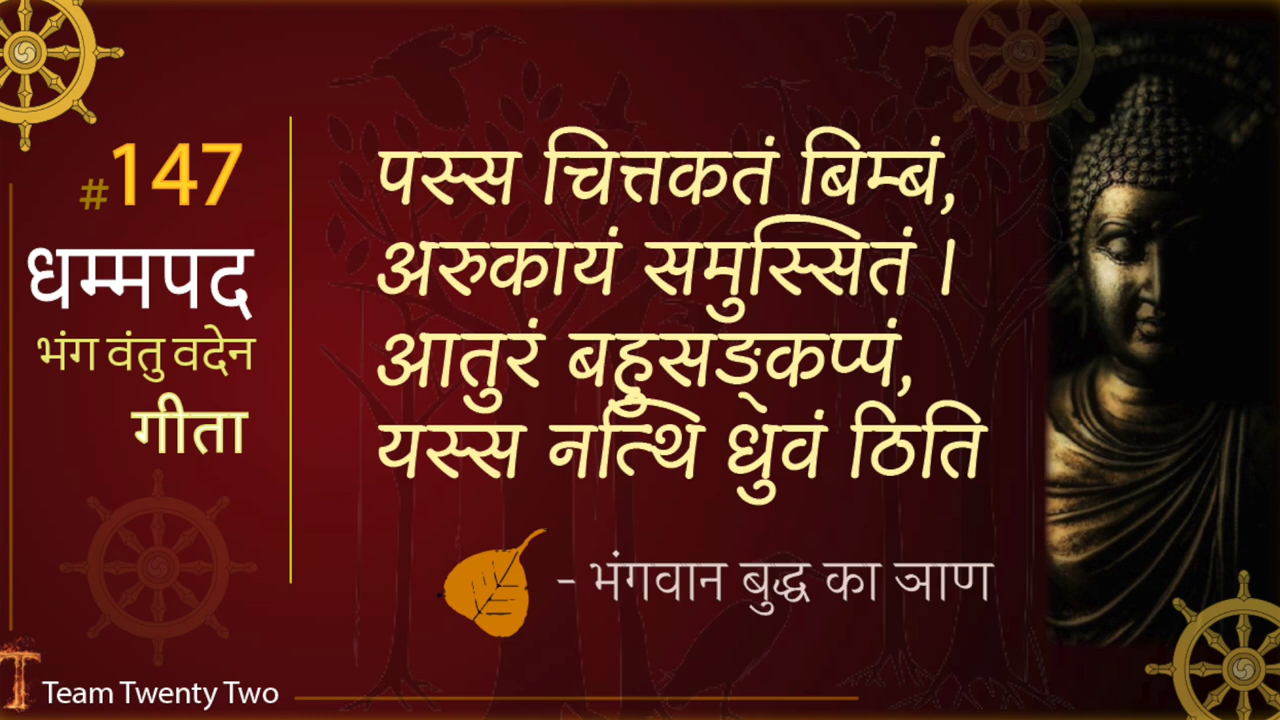 #147
धम्मपद
भंग वंतु वदेन
गीता
पस्स चित्तकतं बिम्बं,
अरुकायं समुस्सितं ।
आतुरं बहुसङ्कप्पं,
यस्स नत्थि धुवं ठिति
- भंगवान बुद्ध का ञाण
T Team Twenty Two